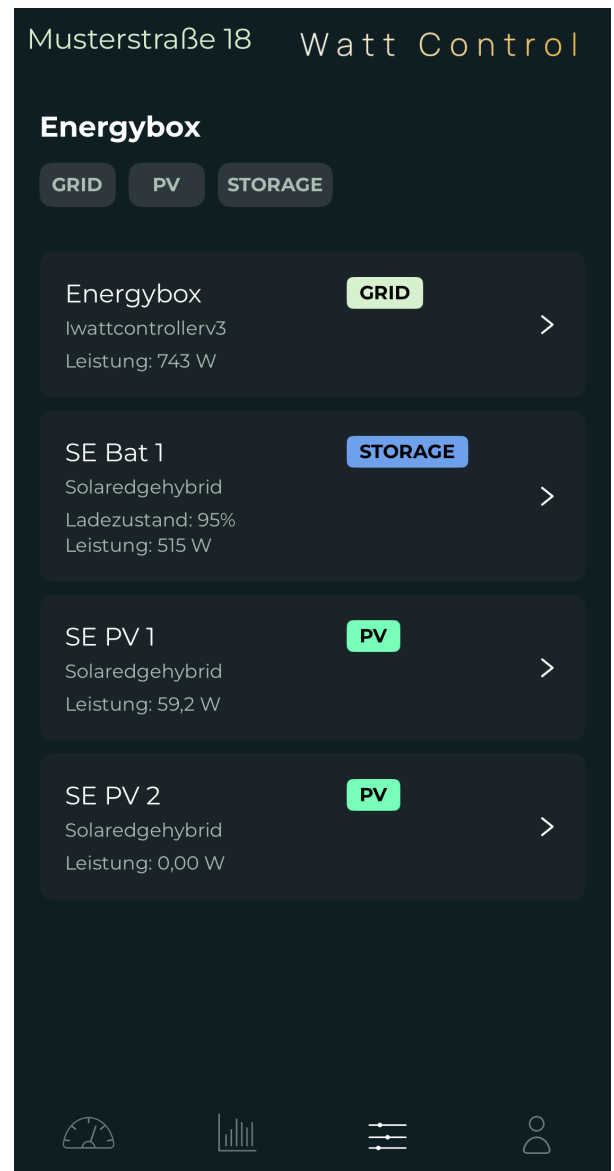 Musterstraße 18 Watt Control
Energybox
GRID PV STORAGE
Energybox GRID
Iwattcontrollerv3
Leistung: 743 W
SE Bat 1 STORAGE
Solaredgehybrid
Ladezustand: 95%
Leistung: 515 W
SE PV 1 PV
Solaredgehybrid
Leistung: 59,2 W
SE PV 2 PV
Solaredgehybrid
Leistung: 0,00 W